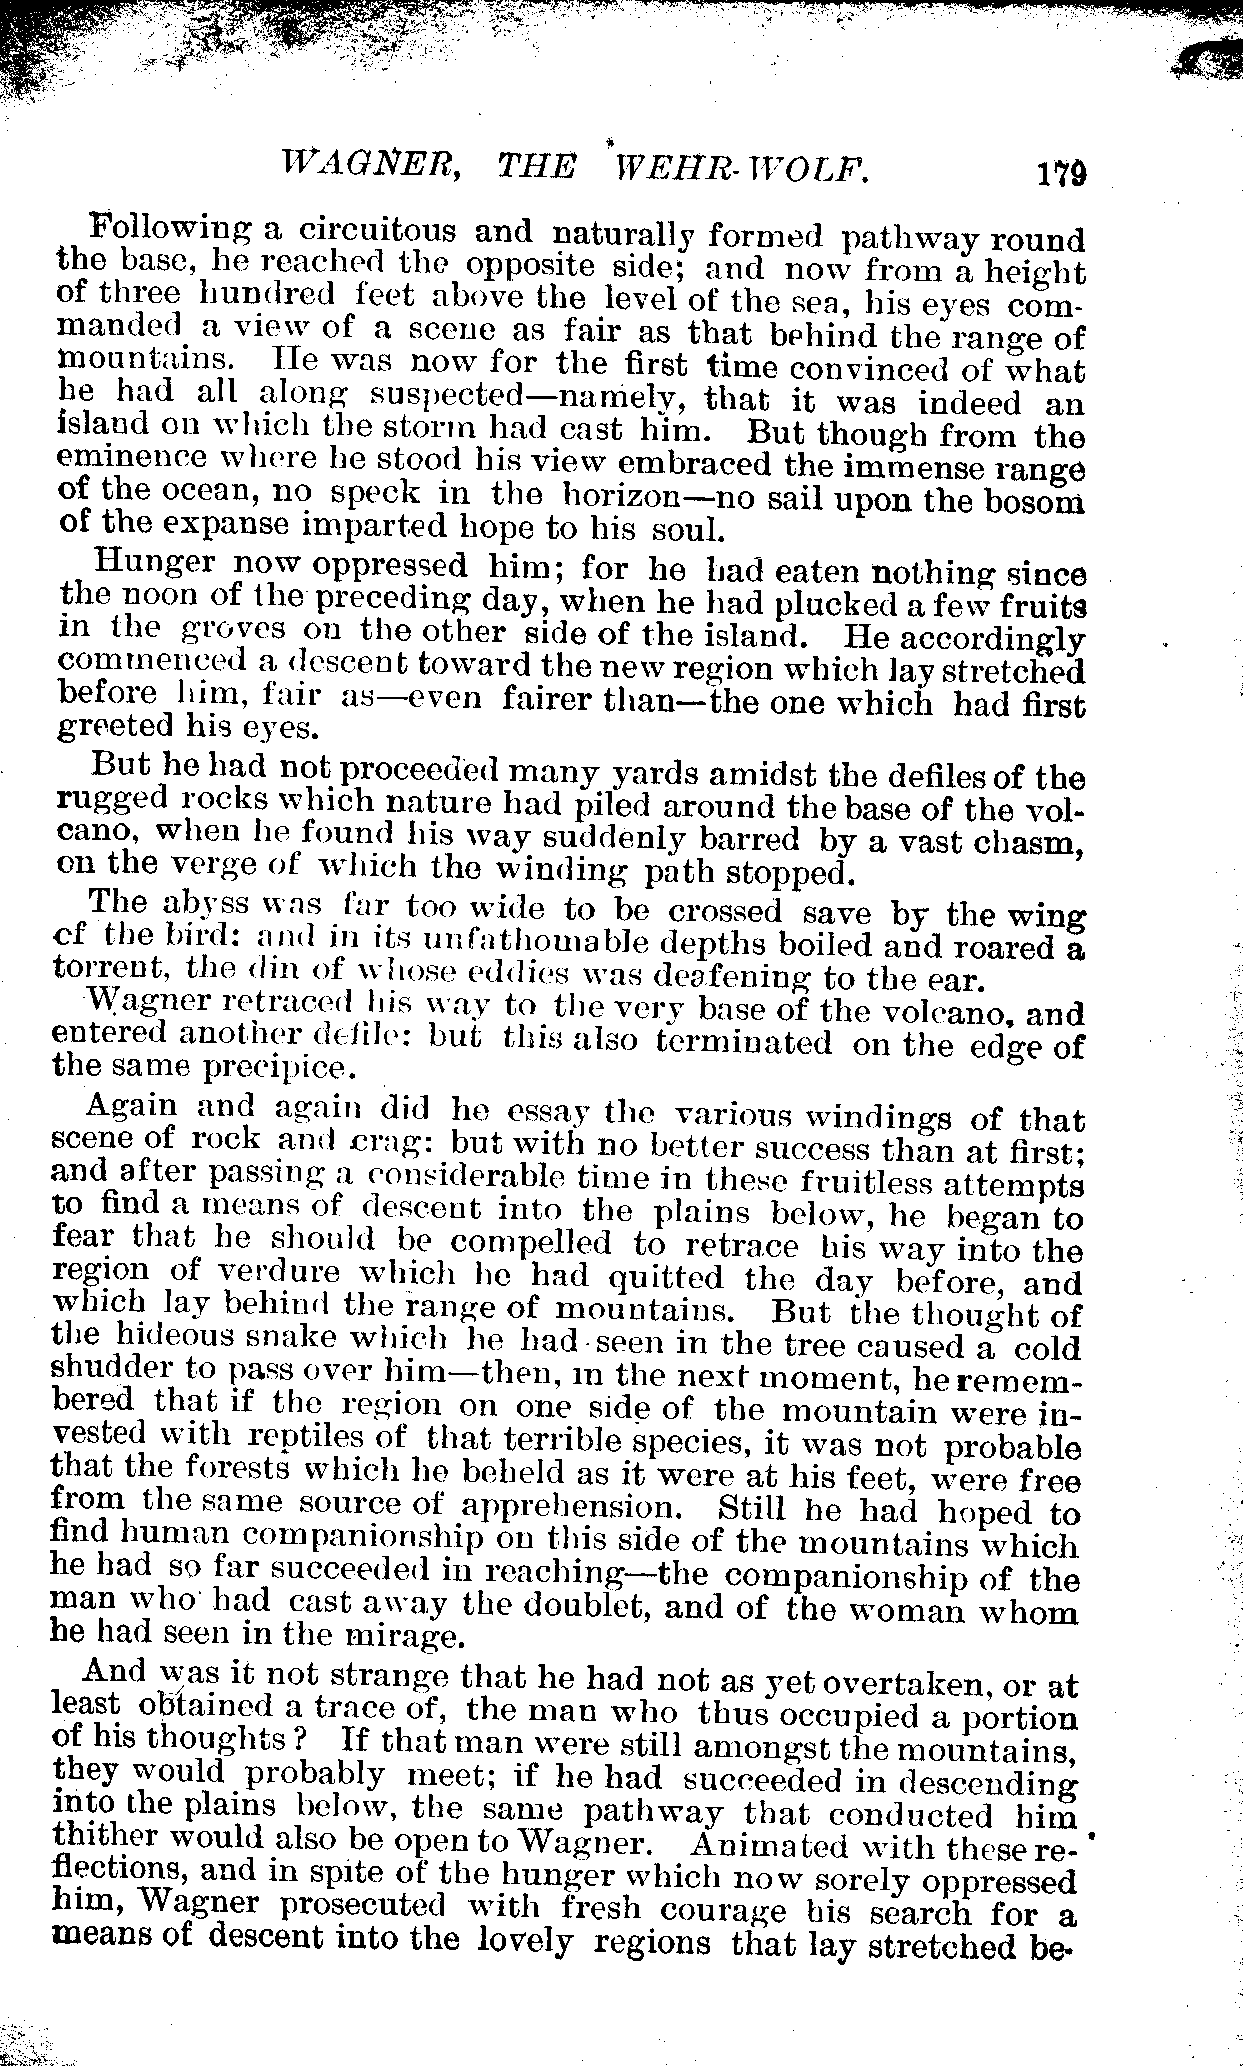 WAGNER, THE WEHR-WOLF. 179
Following a circuitous and naturally formed pathway round
the base, he reached the opposite side; and now from a height
of three hundred feet above the level of the sea, his eyes com-
manded a view of a scene as fair as that behind the range of
mountains. He was now for the first time convinced of what
he had all along suspected—namely, that it was indeed an
island on which the storm had cast him. But though from the
eminence where he stood his view embraced the immense range
of the ocean, no speck in the horizon—no sail upon the bosom
of the expanse imparted hope to his soul.
Hunger now oppressed him; for he had eaten nothing since
the noon of the preceding day, when he had plucked a few fruits
in the groves on the other side of the island. He accordingly
commenced a descent toward the new region which lay stretched
before him, fair as—even fairer than—the one which had first
greeted his eyes.
But he had not proceeded many yards amidst the defiles of the
rugged rocks which nature had piled around the base of the vol-
cano, when he found his way suddenly barred by a vast chasm,
on the verge of which the winding path stopped.
The abyss was far too wide to be crossed save by the wing
of the bird: and in its unfathomable depths boiled and roared a
torrent, the din of whose eddies was deafening to the ear.
Wagner retraced his way to the very base of the volcano, and
entered another defile: but this also terminated on the edge of
the same precipice.
Again and again did he essay the various windings of that
scene of rock and crag: but with no better success than at first;
and after passing a considerable time in these fruitless attempts
to find a means of descent into the plains below, he began to
fear that he should be compelled to retrace his way into the
region of verdure which he had quitted the day before, and
which lay behind the range of mountains. But the thought of
the hideous snake which he had seen in the tree caused a cold
shudder to pass over him—then, in the next moment, he remem-
bered that if the region on one side of the mountain were in-
vested with reptiles of that terrible species, it was not probable
that the forests which he beheld as it were at his feet, were free
from the same source of apprehension. Still he had hoped to
find human companionship on this side of the mountains which
he had so far succeeded in reaching—the companionship of the
man who had cast away the doublet, and of the woman whom
he had seen in the mirage.
And was it not strange that he had not as yet overtaken, or at
least obtained a trace of, the man who thus occupied a portion
of his thoughts? If that man were still amongst the mountains,
they would probably meet; if he had succeeded in descending
into the plains below, the same pathway that conducted him
thither would also be open to Wagner. Animated with these re-
flections, and in spite of the hunger which now sorely oppressed
him, Wagner prosecuted with fresh courage his search for a
means of descent into the lovely regions that lay stretched be-